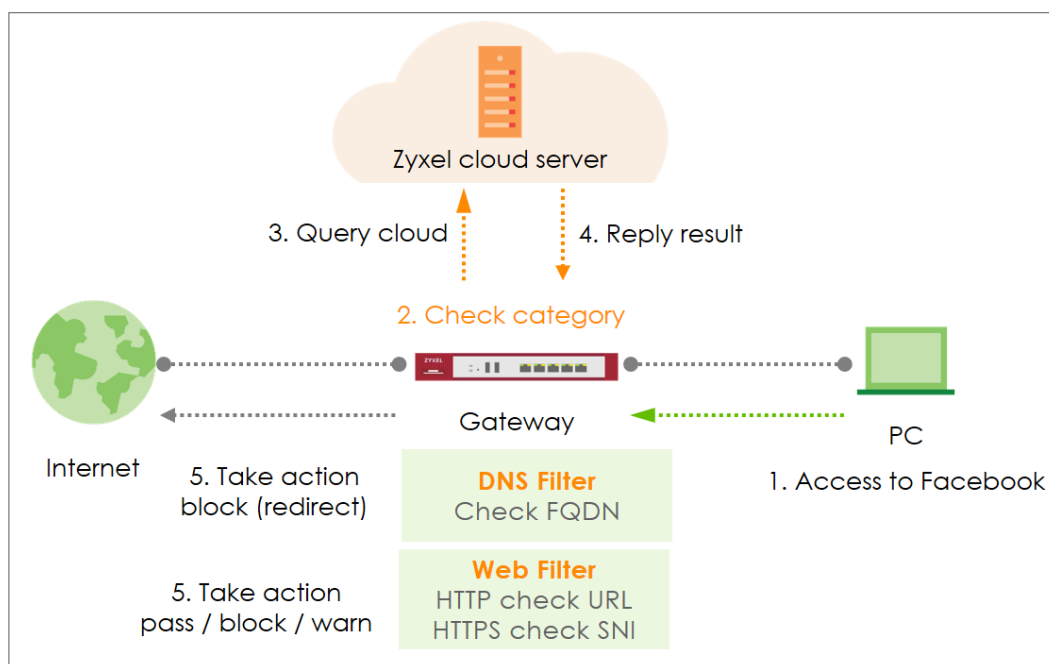 Zyxel cloud server
3. Query cloud
4. Reply result
2. Check category
ZYXEL
Gateway
Internet
PC
1. Access to Facebook
5. Take action
block (redirect)
DNS Filter
Check FQDN
5. Take action
pass / block / warn
Web Filter
HTTP check URL
HTTPS check SNI